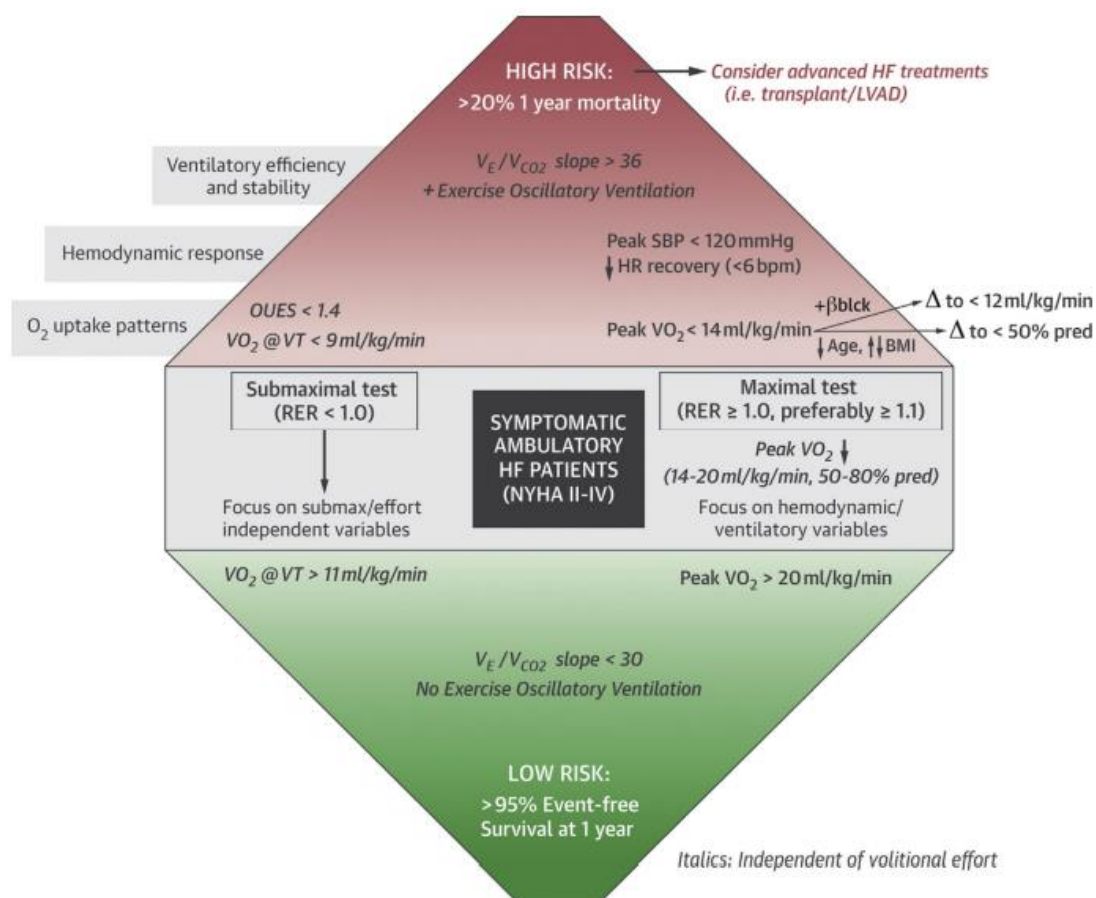 HIGH RISK:
>20% 1 year mortality
Consider advanced HF treatments
(i.e. transplant/LVAD)
Ventilatory efficiency
and stability
VE/VCO2 slope > 36
+ Exercise Oscillatory Ventilation
Hemodynamic response
Peak SBP < 120 mmHg
↓ HR recovery (<6 bpm)
O2 uptake patterns
OUES < 1.4
VO2 @ VT < 9 ml/kg/min
Peak VO2 < 14 ml/kg/min
+βblck
Δ to < 12 ml/kg/min
Δ to < 50% pred
↓ Age, ↑↓ BMI
Submaximal test
(RER < 1.0)
Focus on submax/effort
independent variables
SYMPTOMATIC
AMBULATORY
HF PATIENTS
(NYHA II-IV)
Maximal test
(RER ≥ 1.0, preferably ≥ 1.1)
Peak VO2 ↓
(14-20 ml/kg/min, 50-80% pred)
Focus on hemodynamic/
ventilatory variables
VO2 @ VT > 11 ml/kg/min
Peak VO2 > 20 ml/kg/min
VE/VCO2 slope < 30
No Exercise Oscillatory Ventilation
LOW RISK:
>95% Event-free
Survival at 1 year
Italics: Independent of volitional effort